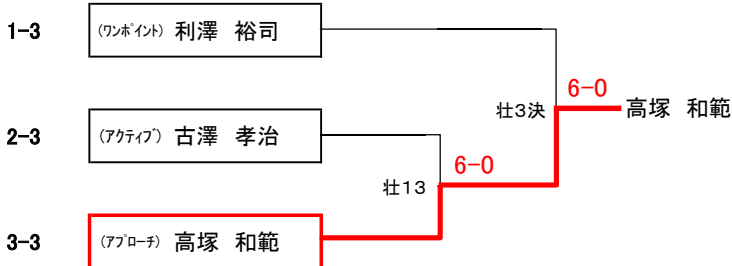 1-3 (ワンポイント) 利澤 裕司
6-0
壮3決 高塚 和範
2-3 (アクティブ) 古澤 孝治
6-0
壮13
3-3 (アプローチ) 高塚 和範